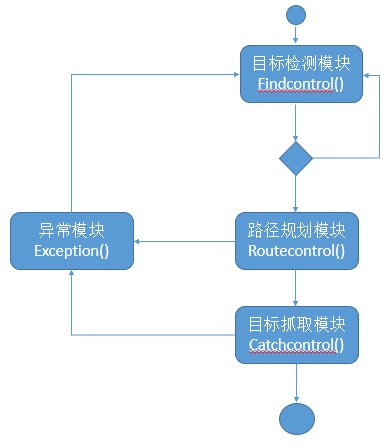 目标检测模块
Findcontrol()
异常模块
Exception()
路径规划模块
Routecontrol()
目标抓取模块
Catchcontrol()